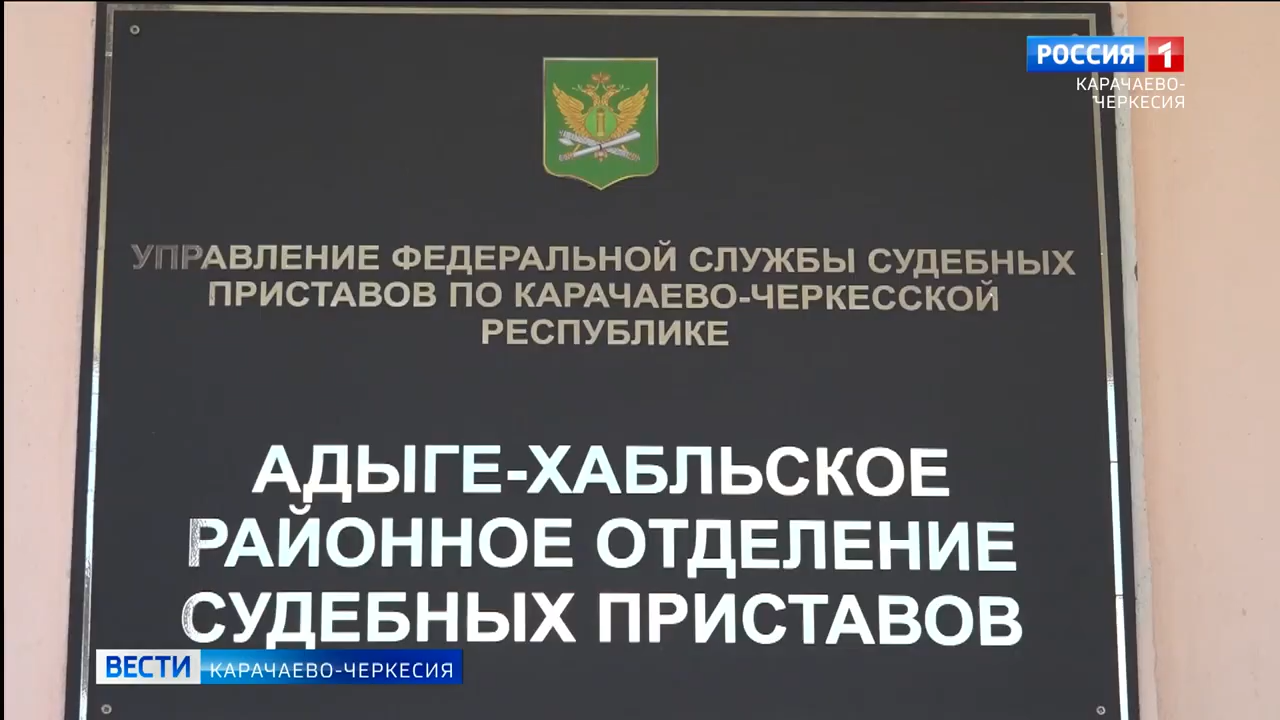 РОССИЯ 1
КАРАЧАЕВО-
ЧЕРКЕСИЯ
УПРАВЛЕНИЕ ФЕДЕРАЛЬНОЙ СЛУЖБЫ СУДЕБНЫХ
ПРИСТАВОВ ПО КАРАЧАЕВО-ЧЕРКЕССКОЙ
РЕСПУБЛИКЕ
АДЫГЕ-ХАБЛЬСКОЕ
РАЙОННОЕ ОТДЕЛЕНИЕ
СУДЕБНЫХ ПРИСТАВОВ
ВЕСТИ КАРАЧАЕВО-ЧЕРКЕСИЯ